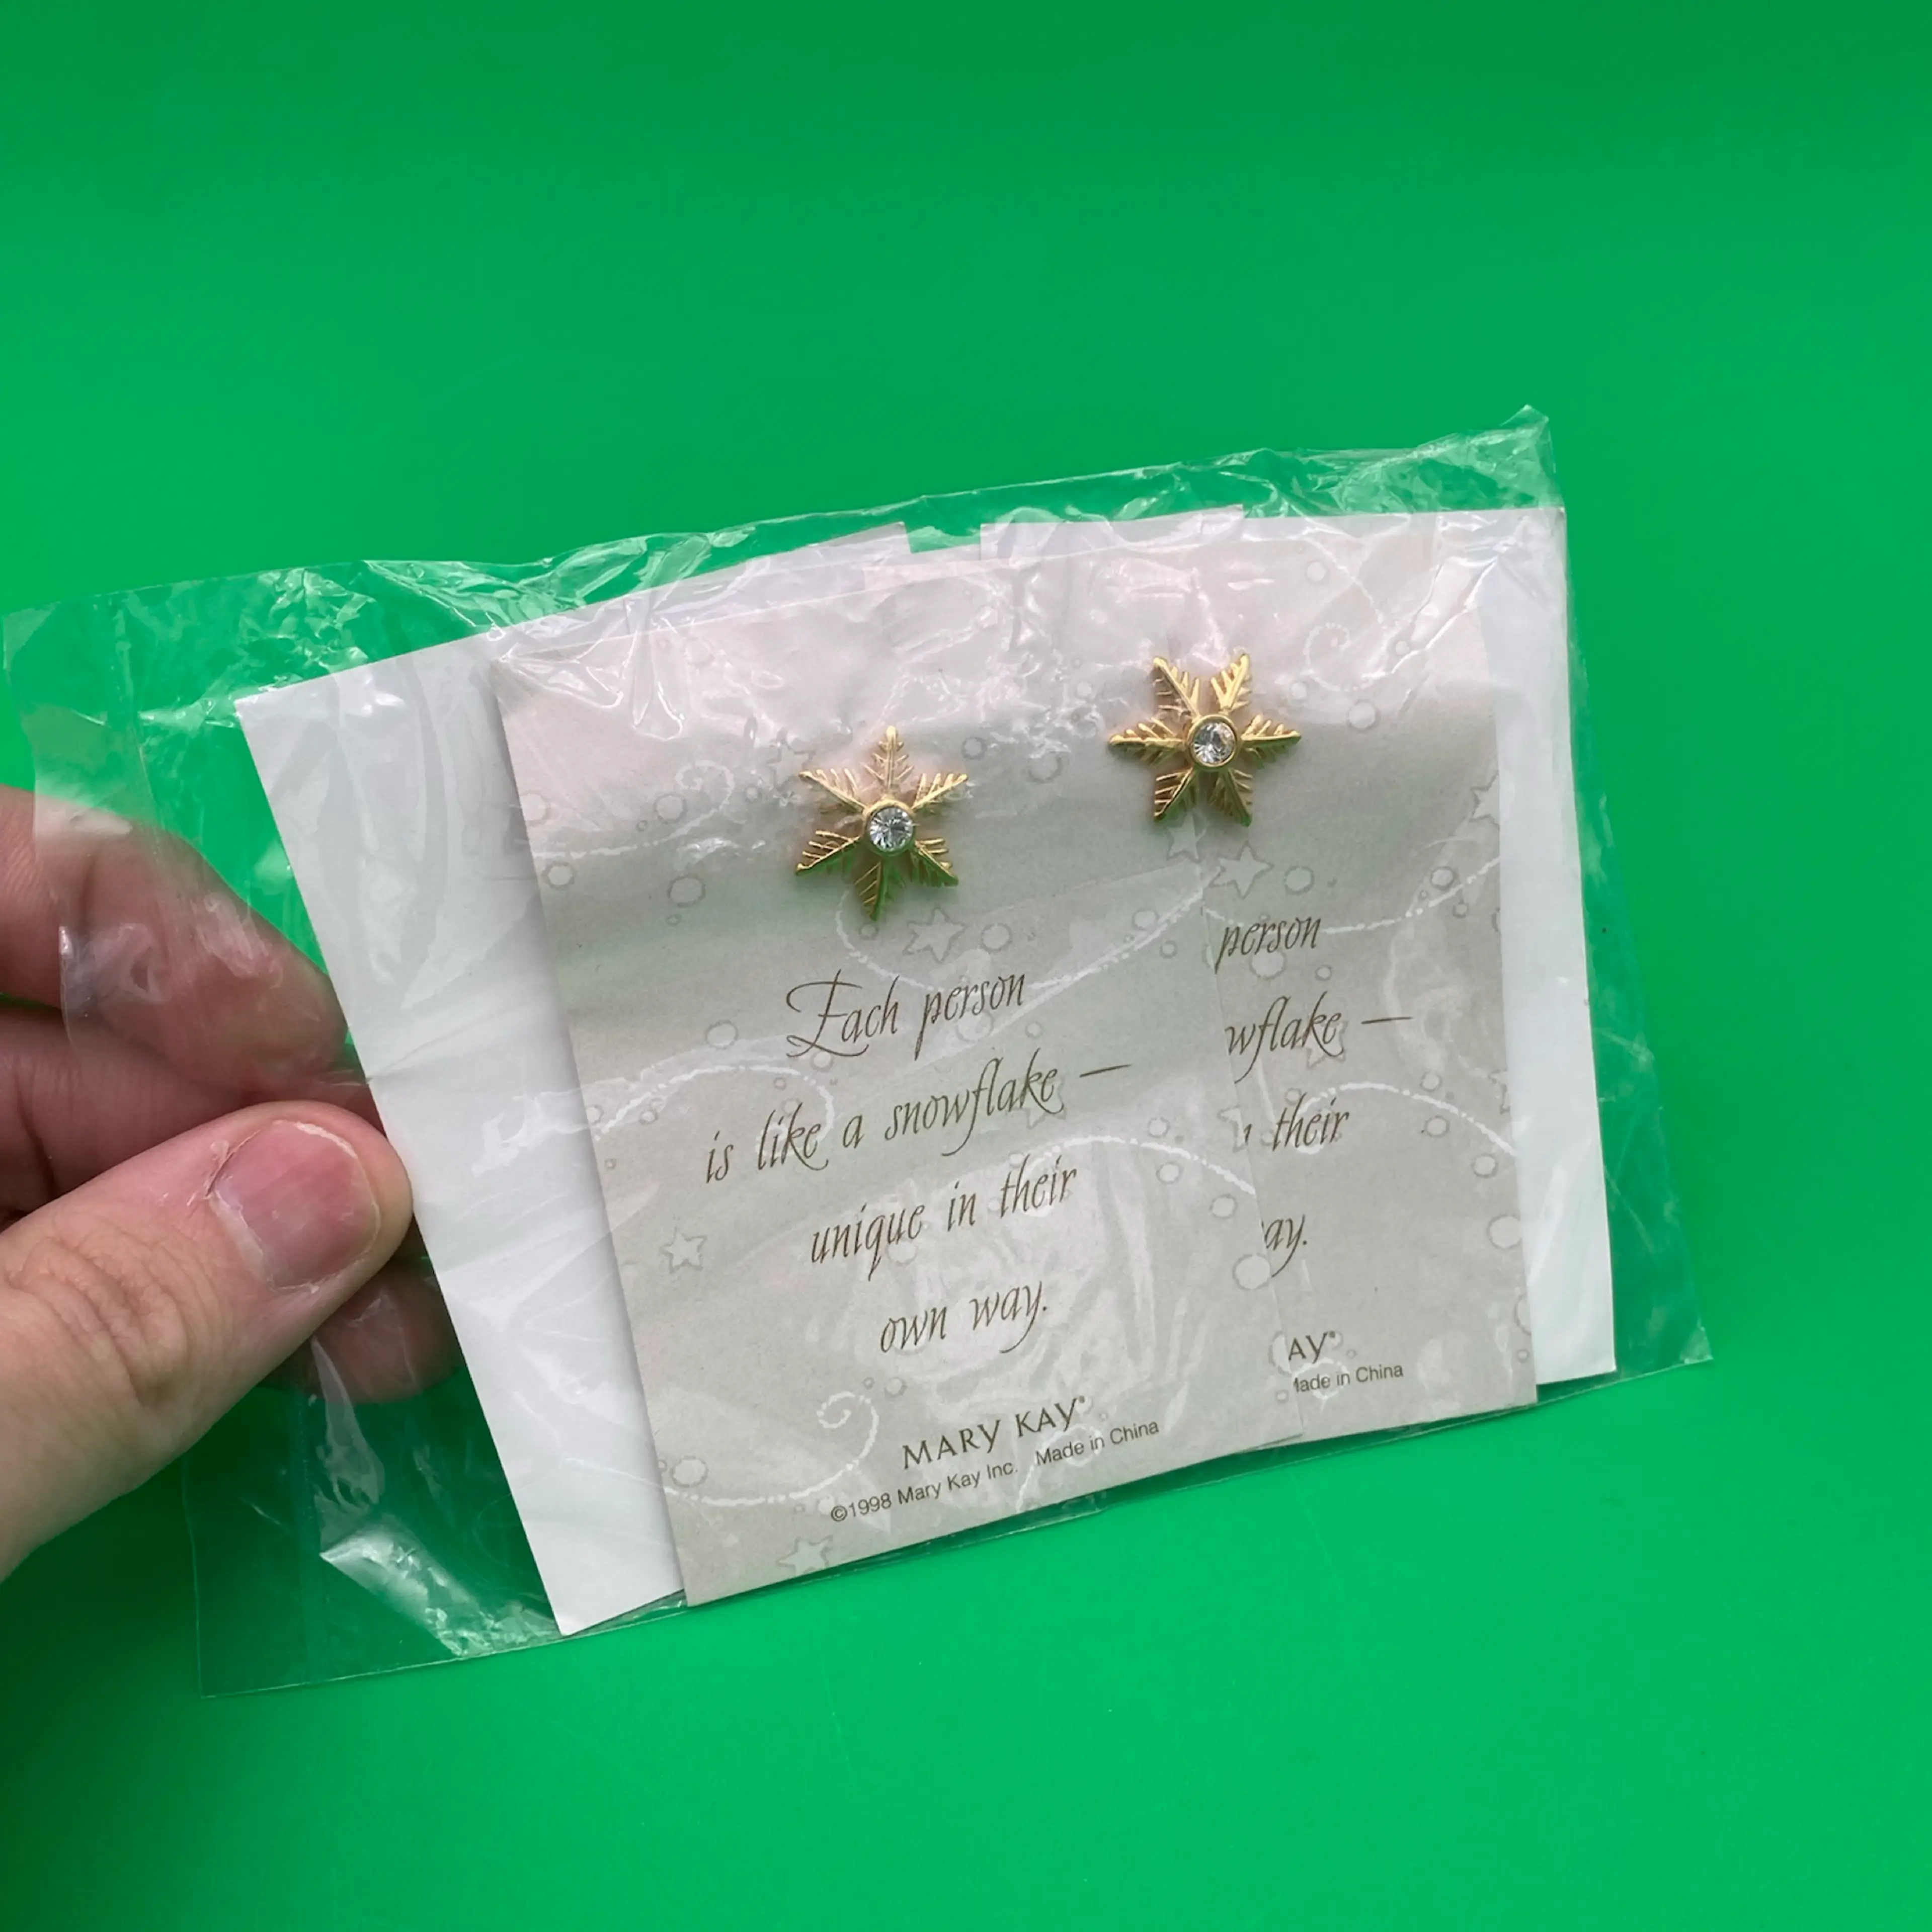 Each person
is like a snowflake —
unique in their
own way.
MARY KAY®
©1998 Mary Kay Inc. Made in China
person
wflake —
their
ay.
AY®
Made in China